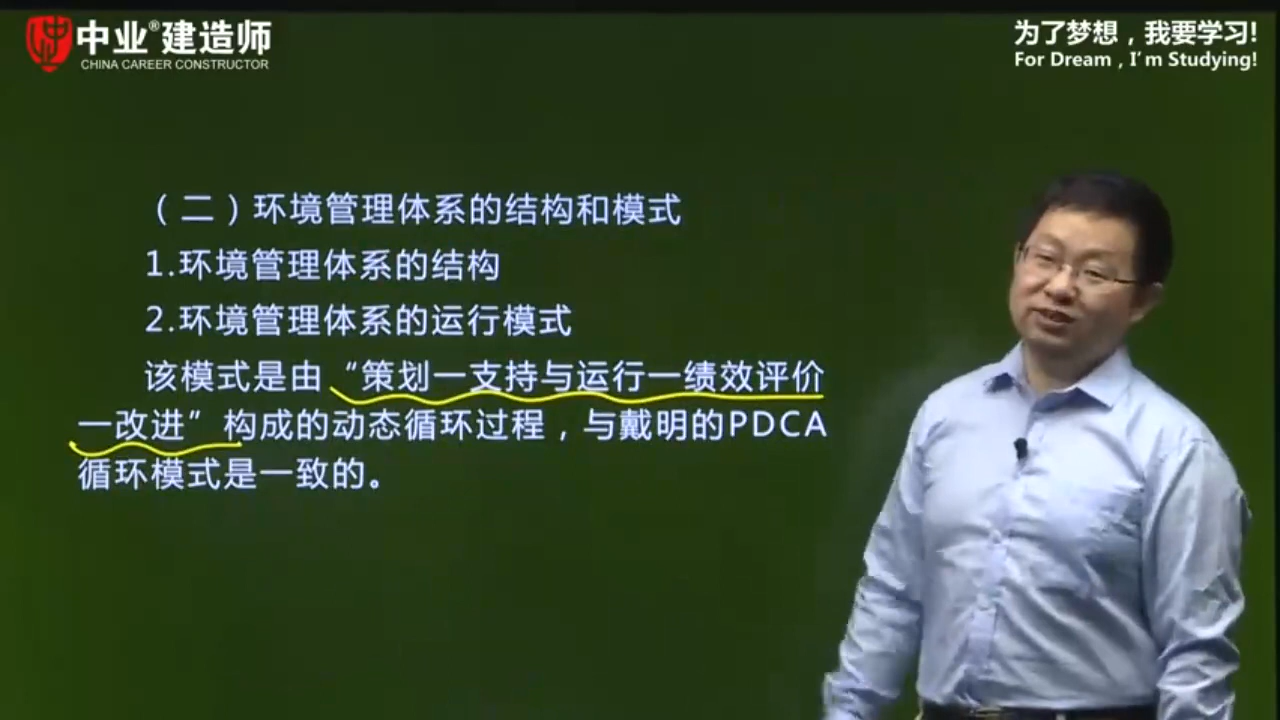 中业®建造师
CHINA CAREER CONSTRUCTOR
为了梦想，我要学习!
For Dream , I'm Studying!
（二）环境管理体系的结构和模式
1.环境管理体系的结构
2.环境管理体系的运行模式
该模式是由“策划一支持与运行一绩效评价
一改进”构成的动态循环过程，与戴明的PDCA
循环模式是一致的。